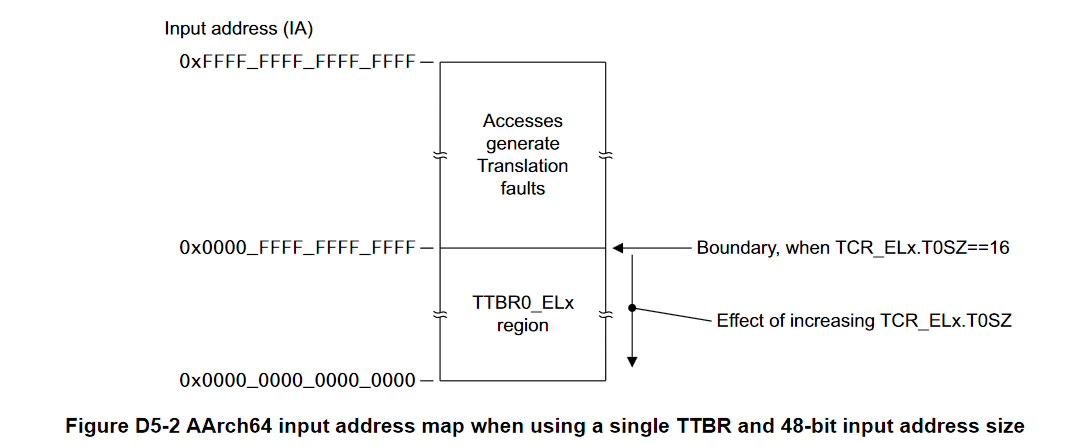 Input address (IA)
0xFFFF_FFFF_FFFF_FFFF
Accesses
generate
Translation
faults
0x0000_FFFF_FFFF_FFFF
Boundary, when TCR_ELx.T0SZ==16
TTBR0_ELx
region
Effect of increasing TCR_ELx.T0SZ
0x0000_0000_0000_0000
Figure D5-2 AArch64 input address map when using a single TTBR and 48-bit input address size